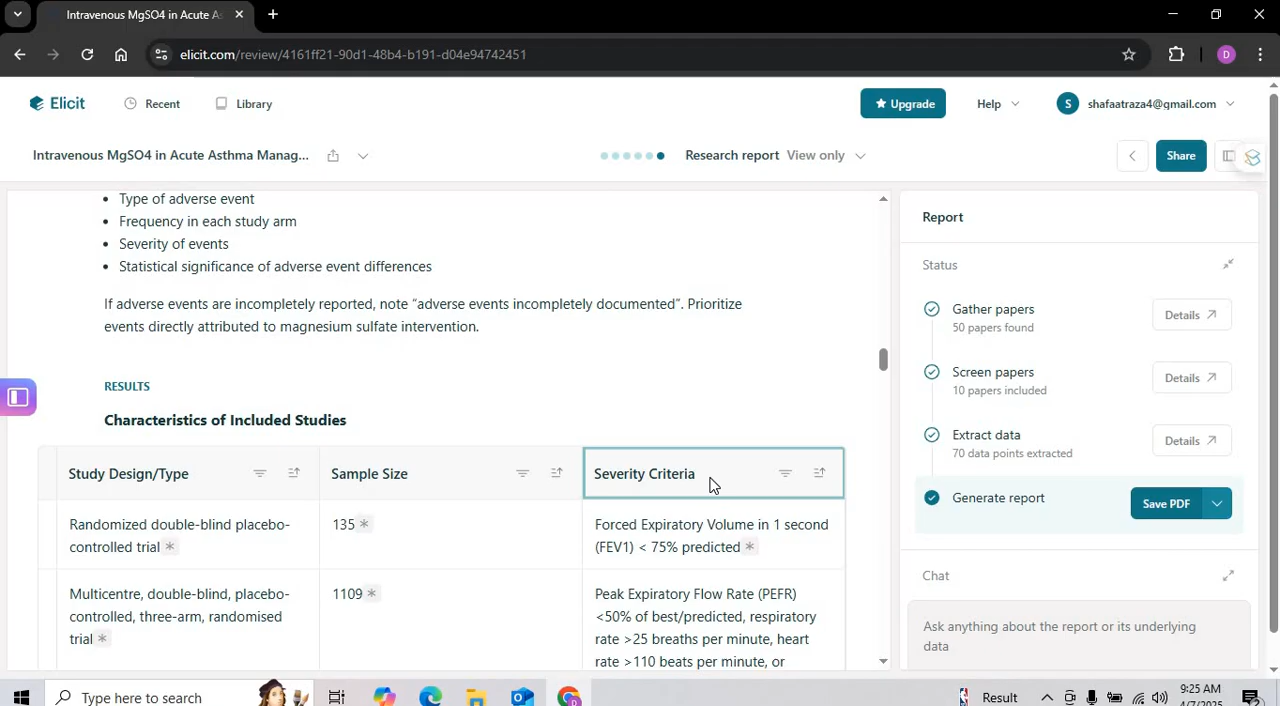 Intravenous MgSO4 in Acute As
elicit.com/review/4161ff21-90d1-48b4-b191-d04e94742451
D
Elicit
Recent
Library
Upgrade
Help
S
shafaatraza4@gmail.com
Intravenous MgSO4 in Acute Asthma Manag...
Research report View only
Share
• Type of adverse event
• Frequency in each study arm
• Severity of events
• Statistical significance of adverse event differences
If adverse events are incompletely reported, note “adverse events incompletely documented”. Prioritize
events directly attributed to magnesium sulfate intervention.
RESULTS
Characteristics of Included Studies
Study Design/Type
Sample Size
Severity Criteria
Randomized double-blind placebo-
controlled trial *
135 *
Forced Expiratory Volume in 1 second
(FEV1) < 75% predicted *
Multicentre, double-blind, placebo-
controlled, three-arm, randomised
trial *
1109 *
Peak Expiratory Flow Rate (PEFR)
<50% of best/predicted, respiratory
rate >25 breaths per minute, heart
rate >110 beats per minute, or
Report
Status
Gather papers
50 papers found
Details
Screen papers
10 papers included
Details
Extract data
70 data points extracted
Details
Generate report
Save PDF
Chat
Ask anything about the report or its underlying
data
Type here to search
Result
9:25 AM
4/7/2025